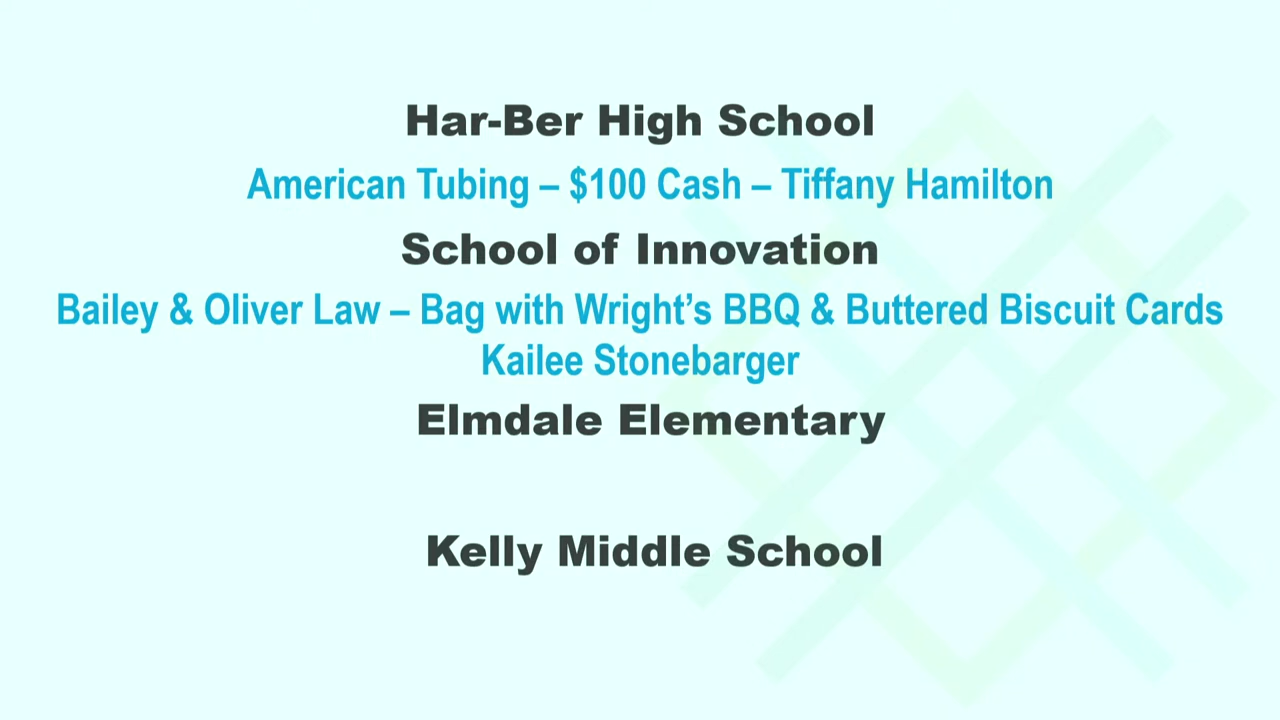 Har-Ber High School
American Tubing – $100 Cash – Tiffany Hamilton
School of Innovation
Bailey & Oliver Law – Bag with Wright’s BBQ & Buttered Biscuit Cards
Kailee Stonebarger
Elmdale Elementary
Kelly Middle School